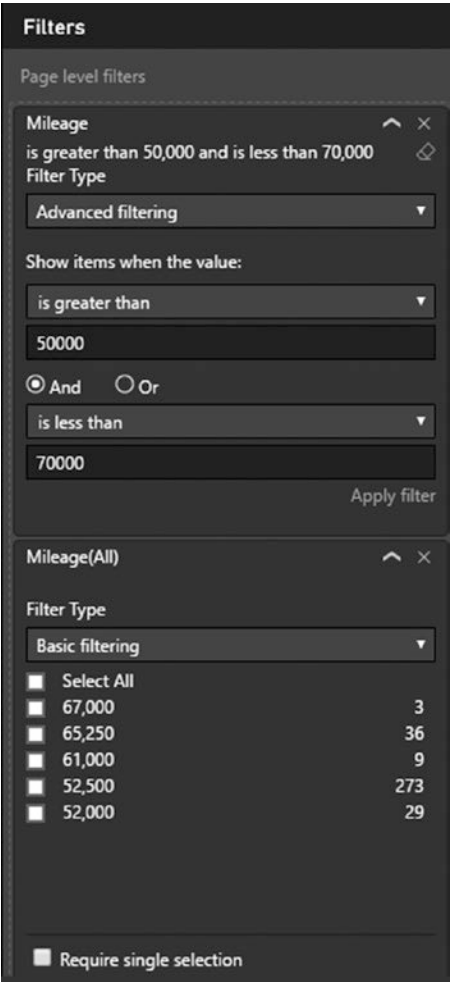 Filters
Page level filters
Mileage
is greater than 50,000 and is less than 70,000
Filter Type
Advanced filtering
Show items when the value:
is greater than
50000
And Or
is less than
70000
Apply filter
Mileage(All)
Filter Type
Basic filtering
Select All
67,000 3
65,250 36
61,000 9
52,500 273
52,000 29
Require single selection